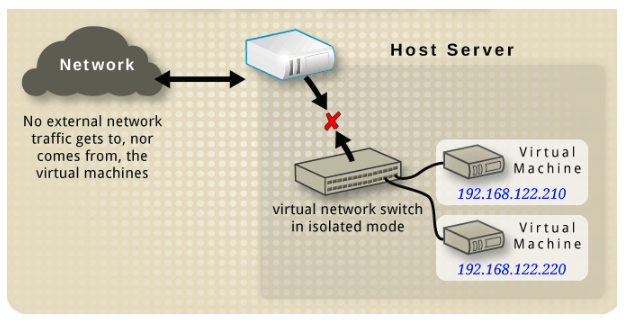 Network
Host Server
No external network
traffic gets to, nor
comes from, the
virtual machines
virtual network switch
in isolated mode
Virtual
Machine
192.168.122.210
Virtual
Machine
192.168.122.220